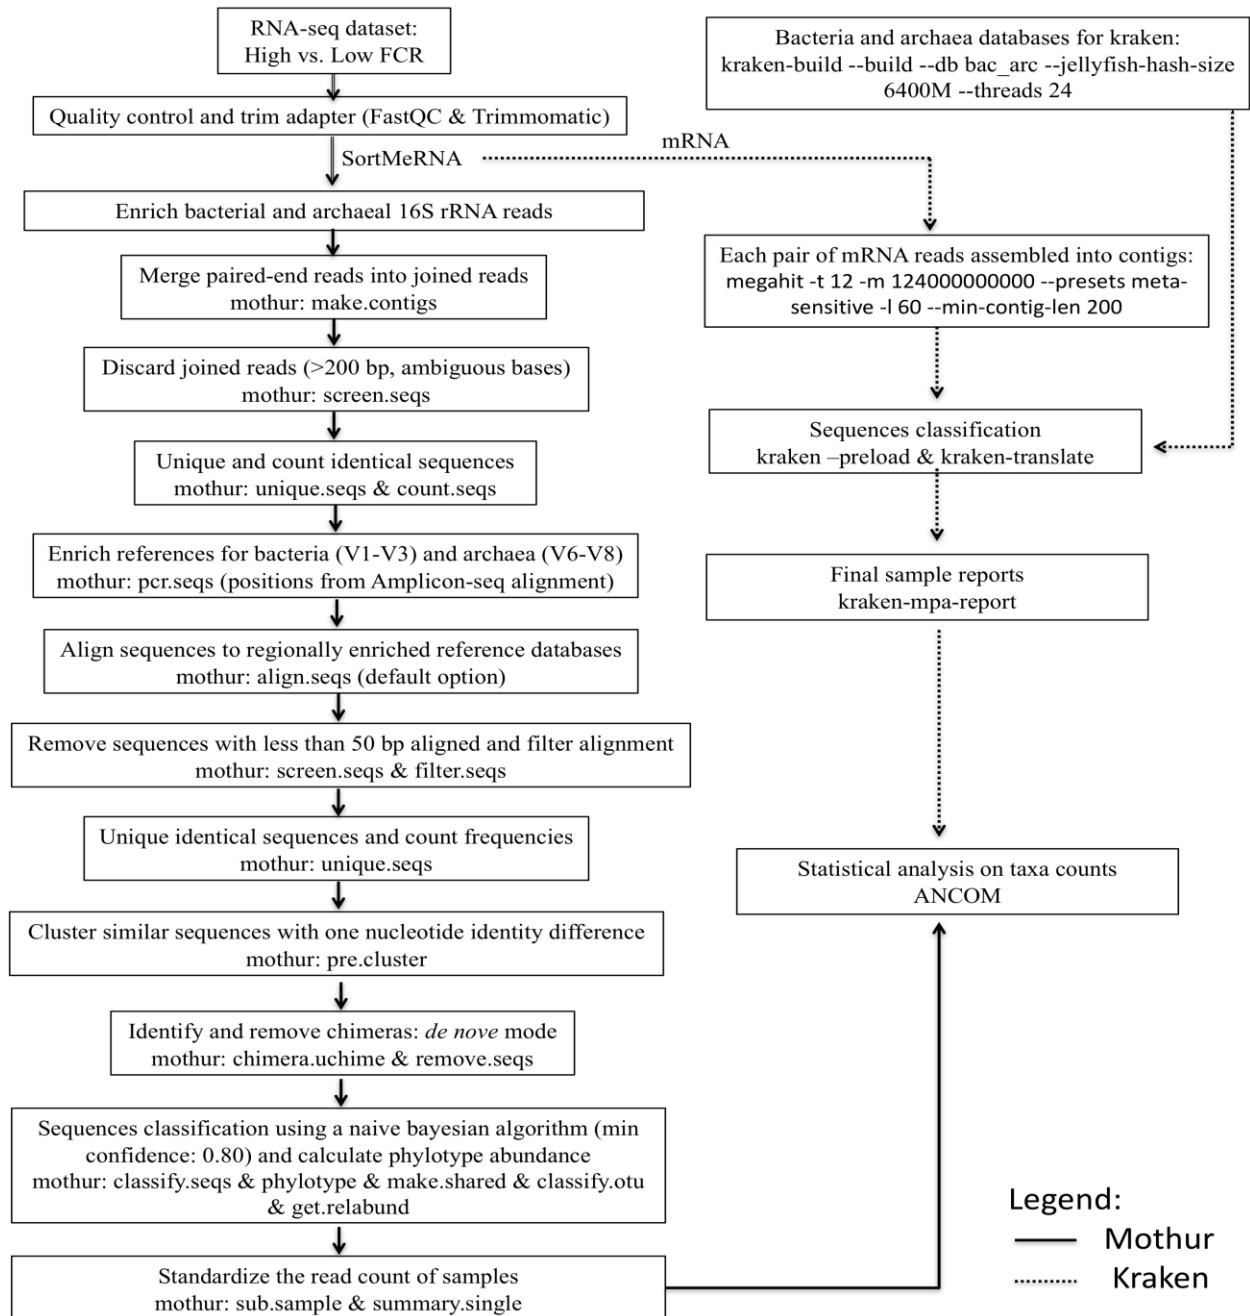 RNA-seq dataset:
High vs. Low FCR
Quality control and trim adapter (FastQC & Trimmomatic)
SortMeRNA
mRNA
Enrich bacterial and archaeal 16S rRNA reads
Merge paired-end reads into joined reads
mothur: make.contigs
Discard joined reads (>200 bp, ambiguous bases)
mothur: screen.seqs
Unique and count identical sequences
mothur: unique.seqs & count.seqs
Enrich references for bacteria (V1-V3) and archaea (V6-V8)
mothur: pcr.seqs (positions from Amplicon-seq alignment)
Align sequences to regionally enriched reference databases
mothur: align.seqs (default option)
Remove sequences with less than 50 bp aligned and filter alignment
mothur: screen.seqs & filter.seqs
Unique identical sequences and count frequencies
mothur: unique.seqs
Cluster similar sequences with one nucleotide identity difference
mothur: pre.cluster
Identify and remove chimeras: de nove mode
mothur: chimera.uchime & remove.seqs
Sequences classification using a naive bayesian algorithm (min
confidence: 0.80) and calculate phylotype abundance
mothur: classify.seqs & phylotype & make.shared & classify.otu
& get.relabund
Standardize the read count of samples
mothur: sub.sample & summary.single
Bacteria and archaea databases for kraken:
kraken-build --build --db bac_arc --jellyfish-hash-size
6400M --threads 24
Each pair of mRNA reads assembled into contigs:
megahit -t 12 -m 124000000000 --presets meta-
sensitive -l 60 --min-contig-len 200
Sequences classification
kraken –preload & kraken-translate
Final sample reports
kraken-mpa-report
Statistical analysis on taxa counts
ANCOM
Legend:
Mothur
Kraken